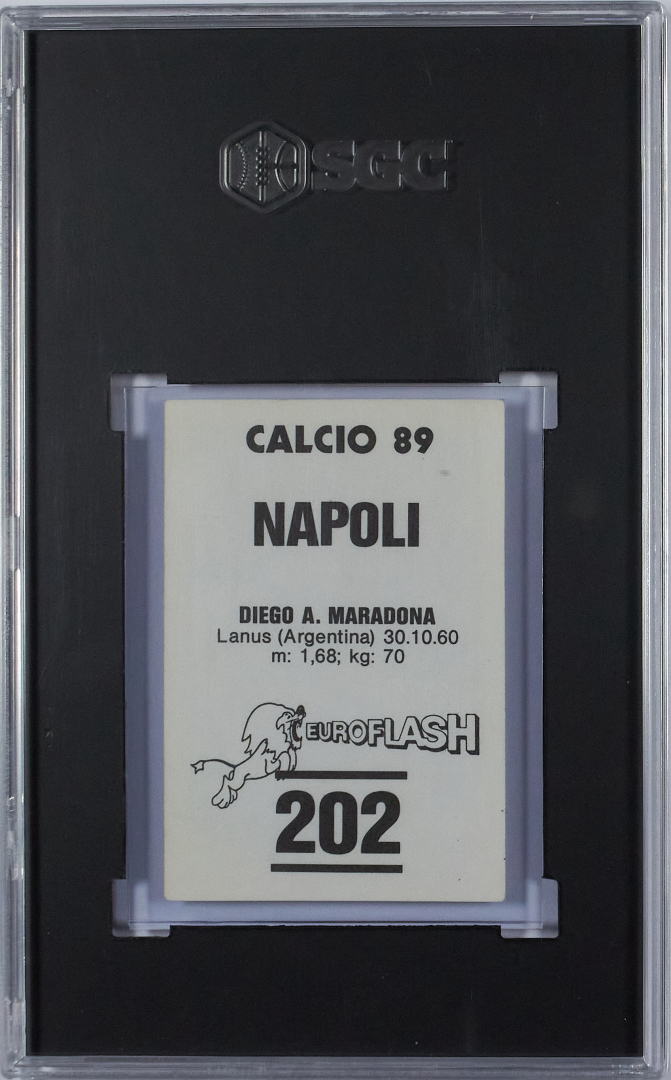 SGC
CALCIO 89
NAPOLI
DIEGO A. MARADONA
Lanus (Argentina) 30.10.60
m: 1,68; kg: 70
EUROFLASH
202